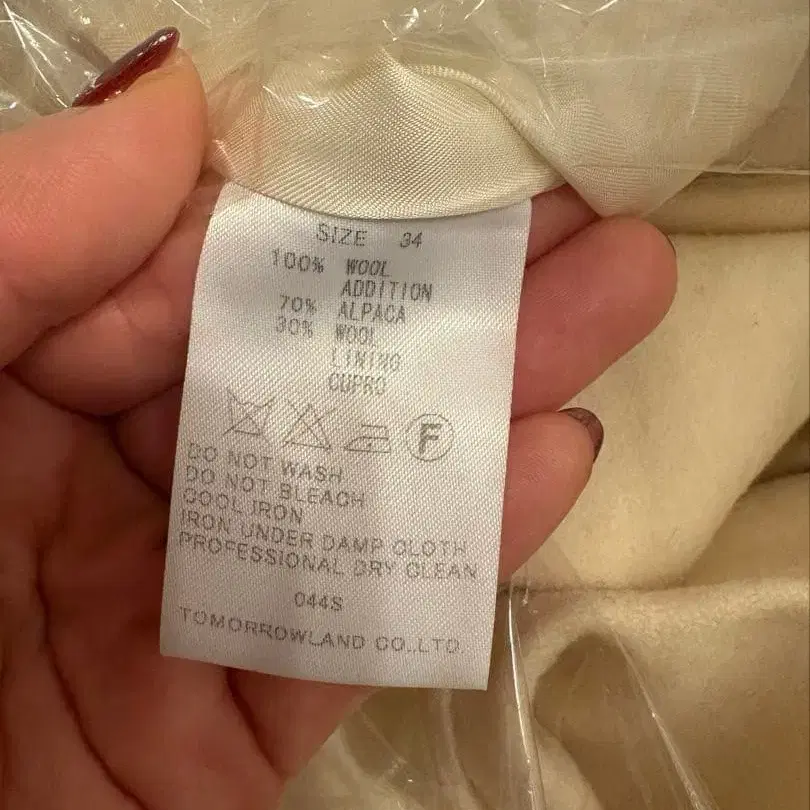 SIZE 34
100% WOOL
ADDITION
70% ALPACA
30% WOOL
LINING
CUPRO
F
DO NOT WASH
DO NOT BLEACH
COOL IRON
IRON UNDER DAMP CLOTH
PROFESSIONAL DRY CLEAN
044S
TOMORROWLAND CO.,LTD.